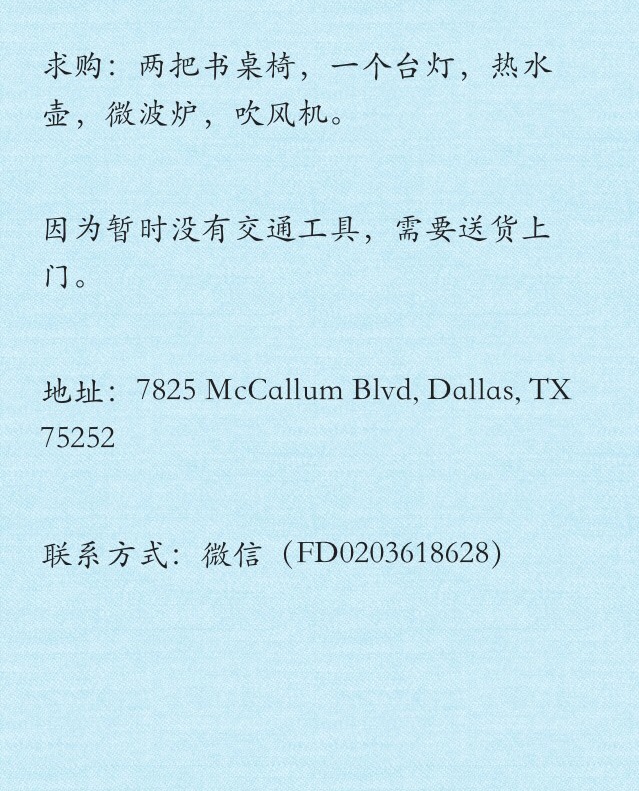 求购：两把书桌椅，一个台灯，热水
壶，微波炉，吹风机。
因为暂时没有交通工具，需要送货上
门。
地址：7825 McCallum Blvd, Dallas, TX
75252
联系方式：微信（FD0203618628）